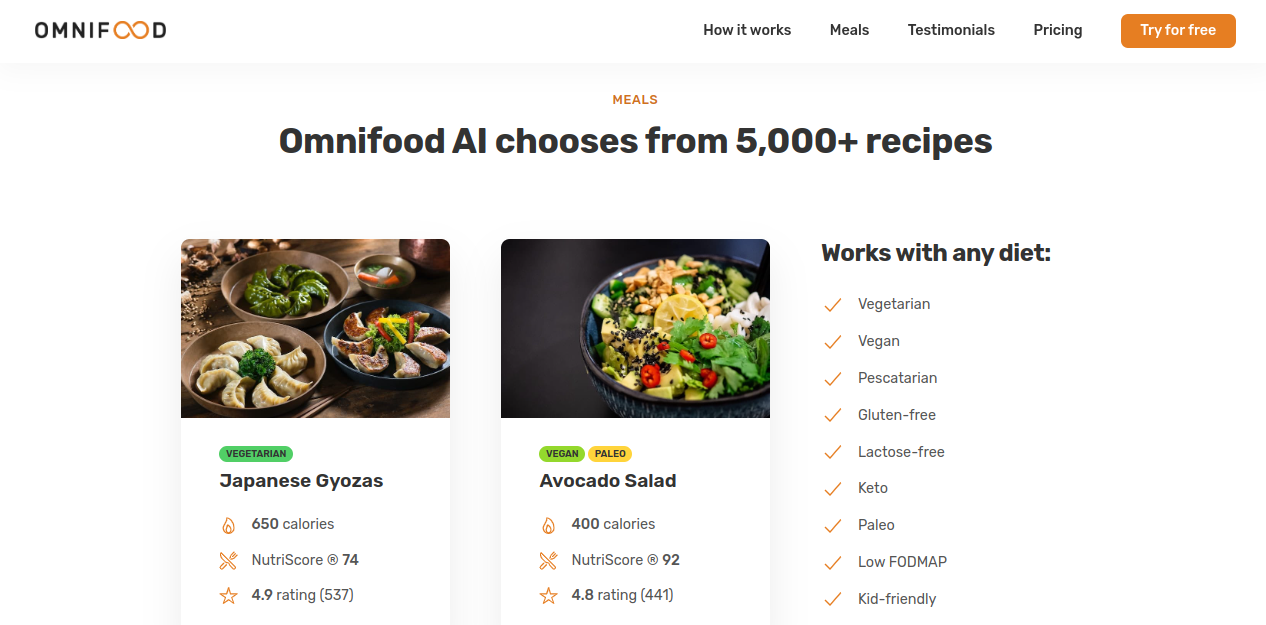 OMNIFOOD
How it works
Meals
Testimonials
Pricing
Try for free
MEALS
Omnifood AI chooses from 5,000+ recipes
VEGETARIAN
Japanese Gyozas
650 calories
NutriScore ® 74
4.9 rating (537)
VEGAN PALEO
Avocado Salad
400 calories
NutriScore ® 92
4.8 rating (441)
Works with any diet:
Vegetarian
Vegan
Pescatarian
Gluten-free
Lactose-free
Keto
Paleo
Low FODMAP
Kid-friendly